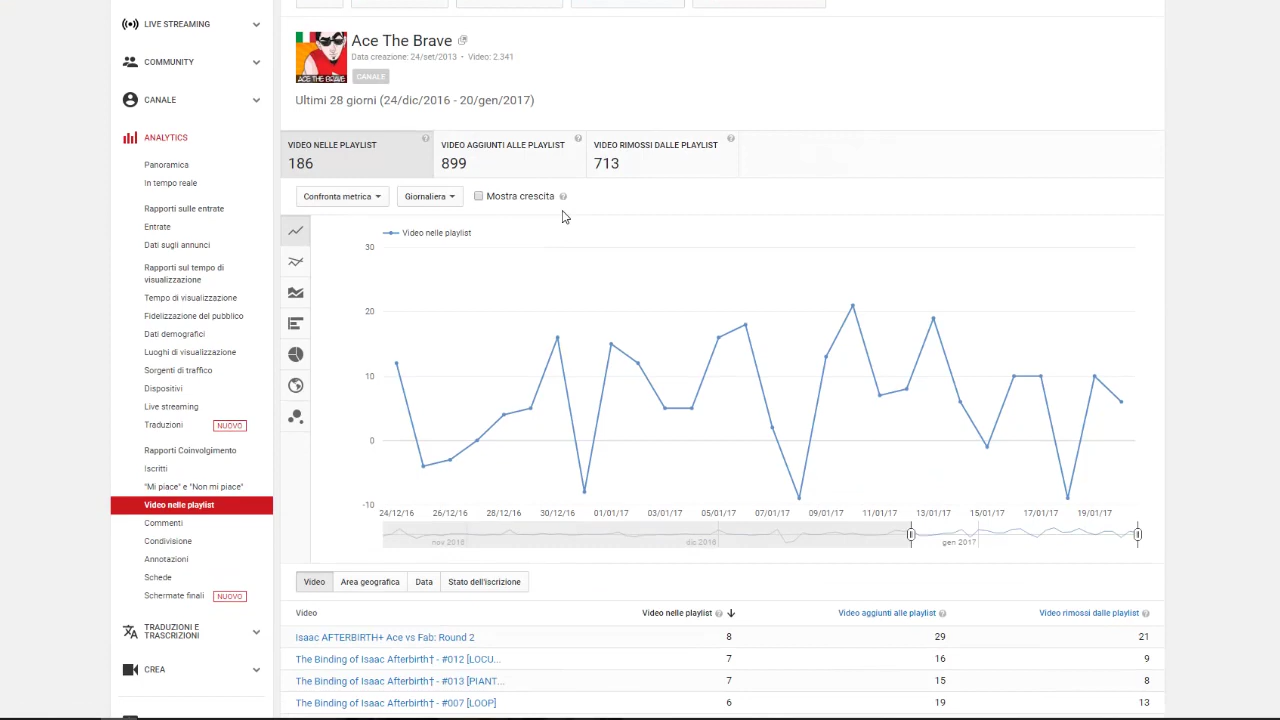 LIVE STREAMING
COMMUNITY
CANALE
ANALYTICS
Panoramica
In tempo reale
Rapporti sulle entrate
Entrate
Dati sugli annunci
Rapporti sul tempo di
visualizzazione
Tempo di visualizzazione
Fidelizzazione del pubblico
Dati demografici
Luoghi di visualizzazione
Sorgenti di traffico
Dispositivi
Live streaming
Traduzioni NUOVO
Rapporti Coinvolgimento
Iscritti
"Mi piace" e "Non mi piace"
Video nelle playlist
Commenti
Condivisione
Annotazioni
Schede
Schermate finali NUOVO
TRADUZIONI E
TRASCRIZIONI
CREA
ACE THE BRAVE
Ace The Brave
Data creazione: 24/set/2013 • Video: 2.341
CANALE
Ultimi 28 giorni (24/dic/2016 - 20/gen/2017)
VIDEO NELLE PLAYLIST ?
186
VIDEO AGGIUNTI ALLE PLAYLIST ?
899
VIDEO RIMOSSI DALLE PLAYLIST ?
713
Confronta metrica Giornaliera Mostra crescita ?
Video nelle playlist
30
20
10
0
-10
24/12/16 26/12/16 28/12/16 30/12/16 01/01/17 03/01/17 05/01/17 07/01/17 09/01/17 11/01/17 13/01/17 15/01/17 17/01/17 19/01/17
nov 2016 dic 2016 gen 2017
Video Area geografica Data Stato dell'iscrizione
Video Video nelle playlist ? Video aggiunti alle playlist ? Video rimossi dalle playlist ?
Isaac AFTERBIRTH+ Ace vs Fab: Round 2 8 29 21
The Binding of Isaac Afterbirth† - #012 [LOCU... 7 16 9
The Binding of Isaac Afterbirth† - #013 [PIANT... 7 15 8
The Binding of Isaac Afterbirth† - #007 [LOOP] 6 19 13